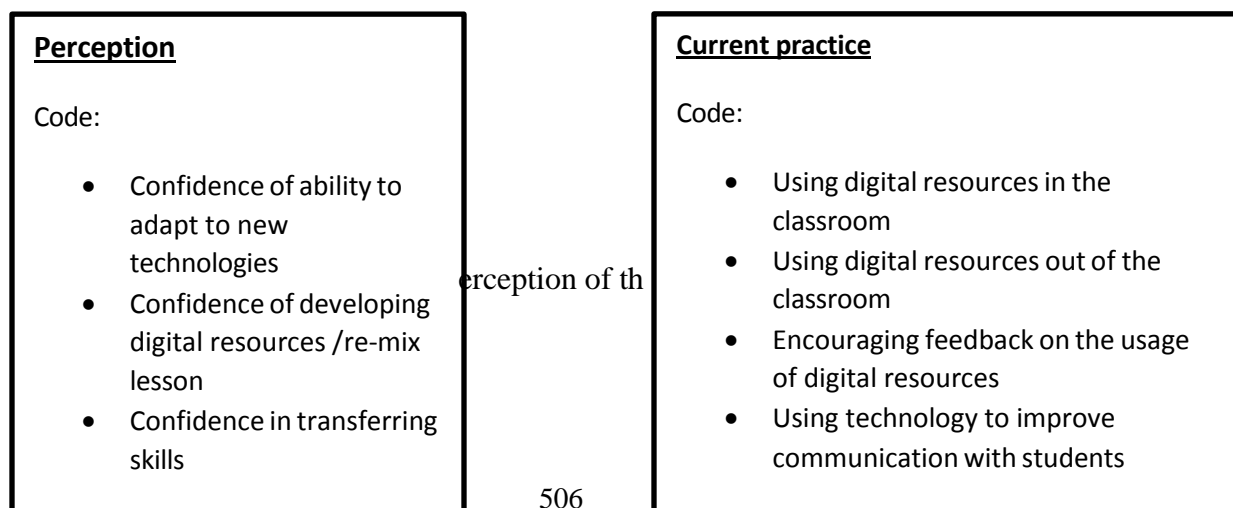 Perception
Code:
• Confidence of ability to
adapt to new
technologies
• Confidence of developing
digital resources /re-mix
lesson
• Confidence in transferring
skills
erception of th
Current practice
Code:
• Using digital resources in the
classroom
• Using digital resources out of the
classroom
• Encouraging feedback on the usage
of digital resources
• Using technology to improve
communication with students
506